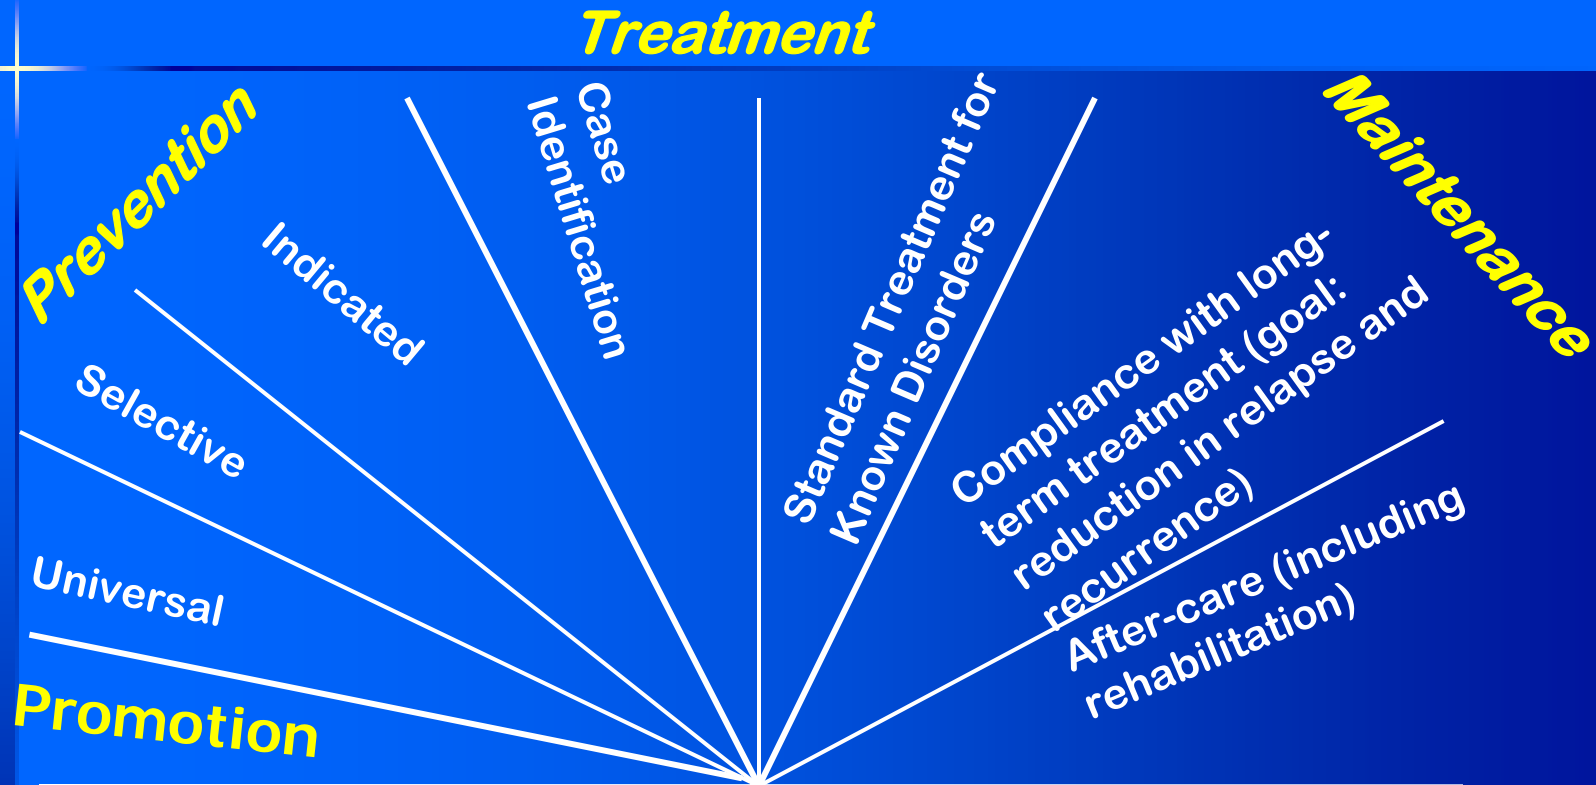 Treatment
Prevention
Maintenance
Promotion
Universal
Selective
Indicated
Case
Identification
Standard Treatment for
Known Disorders
Compliance with long-
term treatment (goal:
reduction in relapse and
recurrence)
After-care (including
rehabilitation)